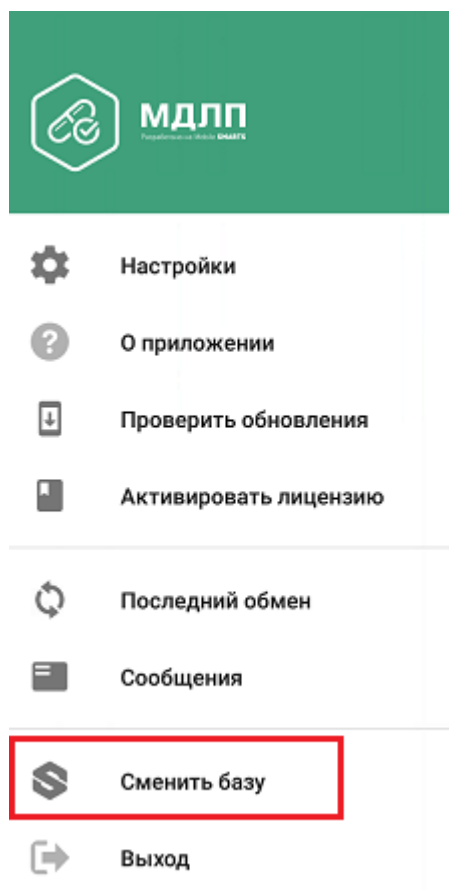 МДЛП
Разработано на Mobile SMARTS
Настройки
О приложении
Проверить обновления
Активировать лицензию
Последний обмен
Сообщения
Сменить базу
Выход